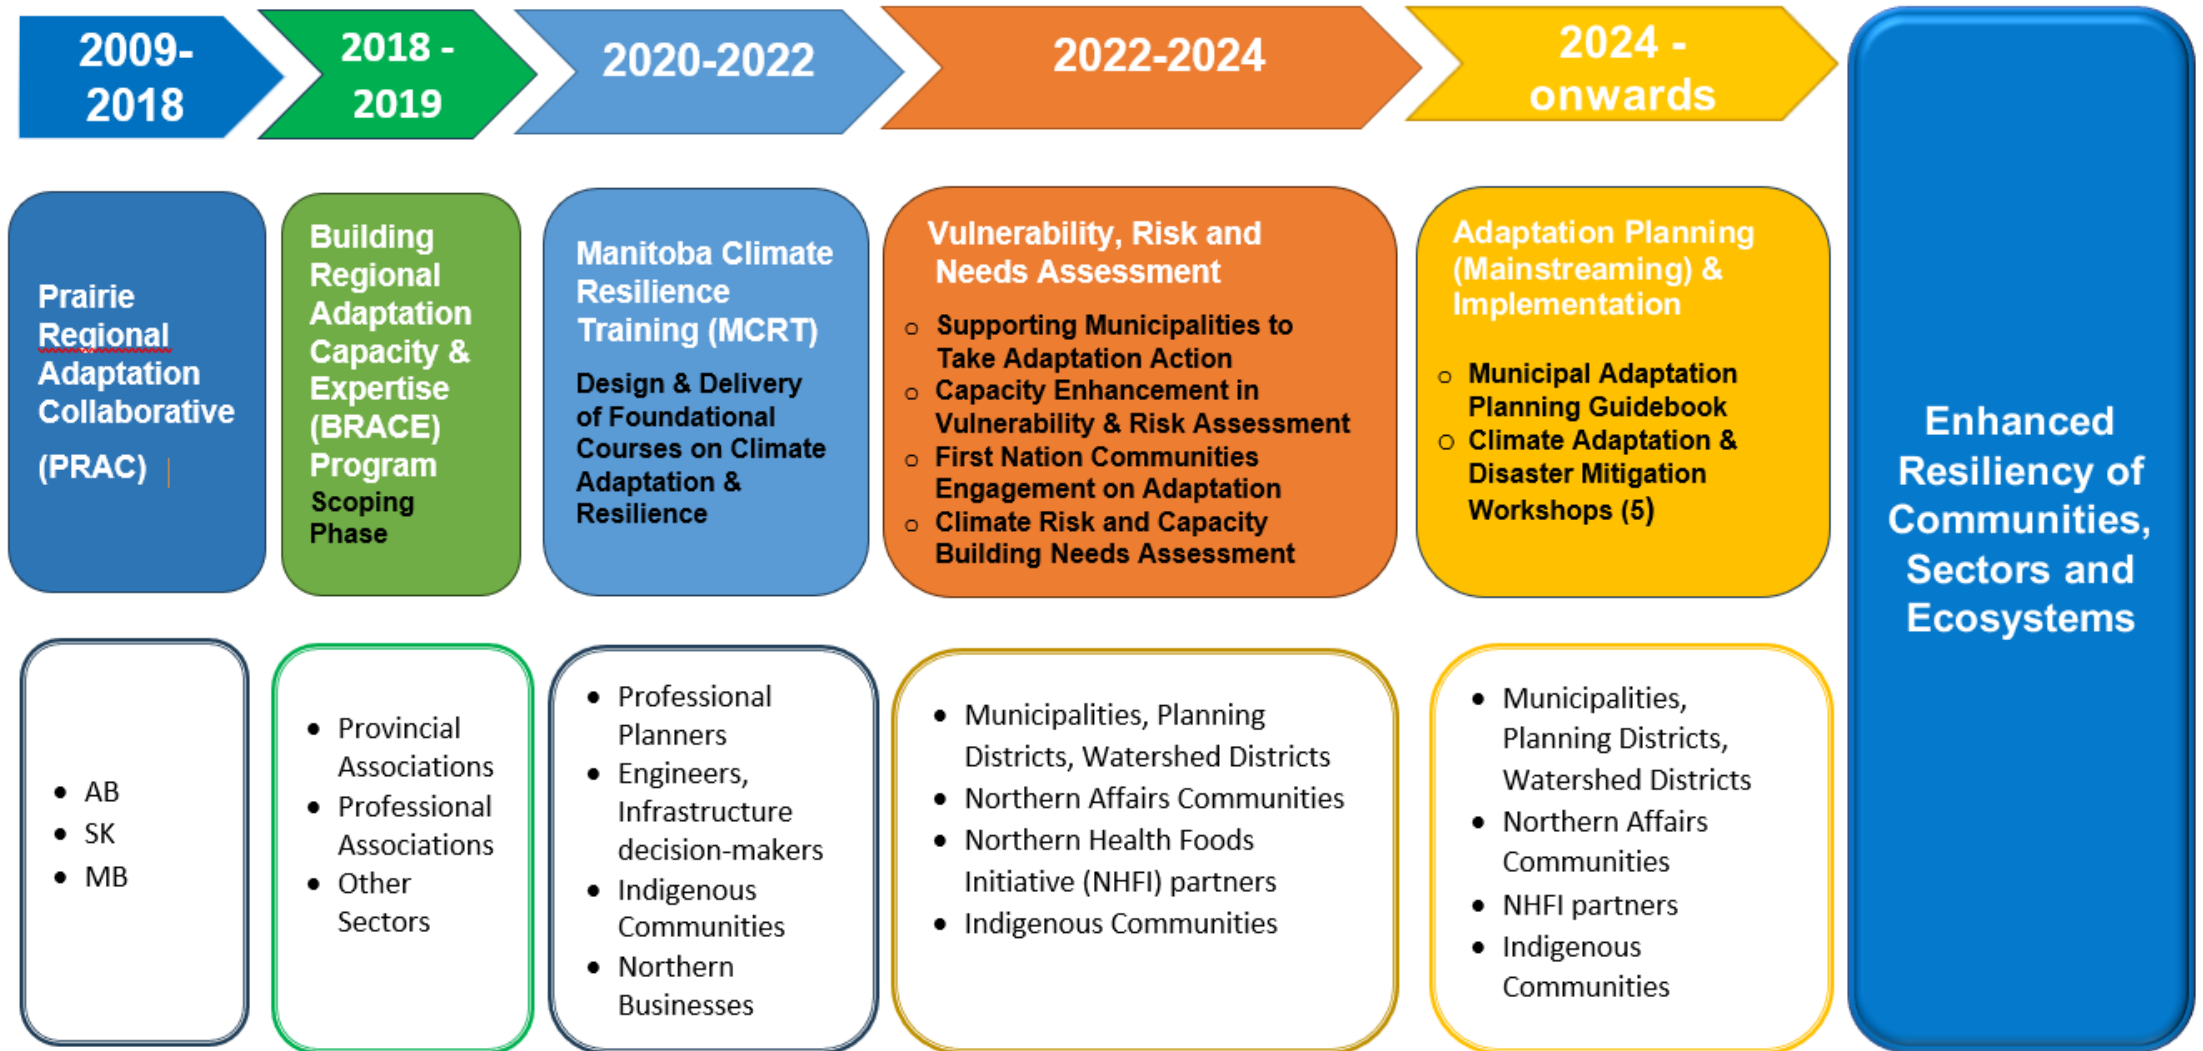 2009-
2018
2018 -
2019
2020-2022
2022-2024
2024 -
onwards
Prairie
Regional
Adaptation
Collaborative
(PRAC)
Building
Regional
Adaptation
Capacity &
Expertise
(BRACE)
Program
Scoping
Phase
Manitoba Climate
Resilience
Training (MCRT)
Design & Delivery
of Foundational
Courses on Climate
Adaptation &
Resilience
Vulnerability, Risk and
Needs Assessment
o Supporting Municipalities to
Take Adaptation Action
o Capacity Enhancement in
Vulnerability & Risk Assessment
o First Nation Communities
Engagement on Adaptation
o Climate Risk and Capacity
Building Needs Assessment
Adaptation Planning
(Mainstreaming) &
Implementation
o Municipal Adaptation
Planning Guidebook
o Climate Adaptation &
Disaster Mitigation
Workshops (5)
• AB
• SK
• MB
• Provincial
Associations
• Professional
Associations
• Other
Sectors
• Professional
Planners
• Engineers,
Infrastructure
decision-makers
• Indigenous
Communities
• Northern
Businesses
• Municipalities, Planning
Districts, Watershed Districts
• Northern Affairs Communities
• Northern Health Foods
Initiative (NHFI) partners
• Indigenous Communities
• Municipalities,
Planning Districts,
Watershed Districts
• Northern Affairs
Communities
• NHFI partners
• Indigenous
Communities
Enhanced
Resiliency of
Communities,
Sectors and
Ecosystems